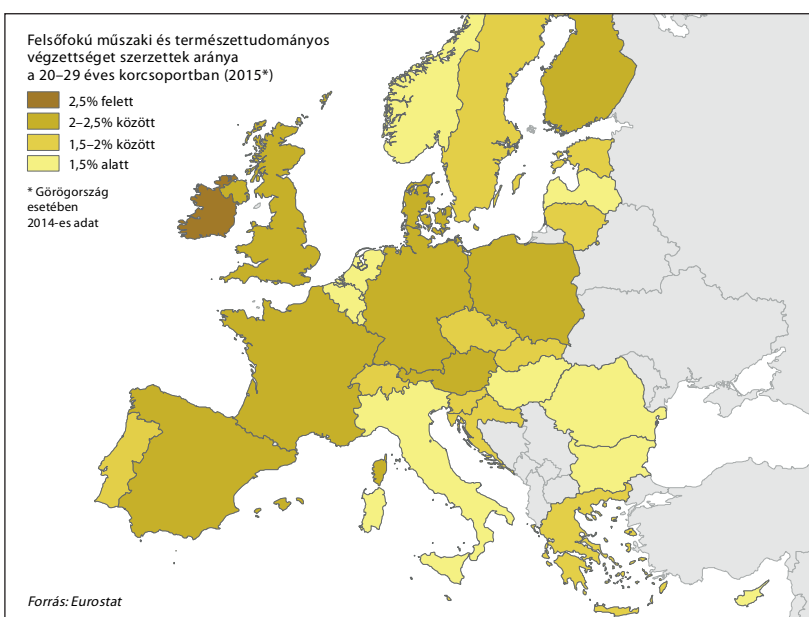 Felsőfokú műszaki és természettudományos
végzettséget szerzettek aránya
a 20–29 éves korcsoportban (2015*)
2,5% felett
2–2,5% között
1,5–2% között
1,5% alatt
* Görögország
esetében
2014-es adat
Forrás: Eurostat